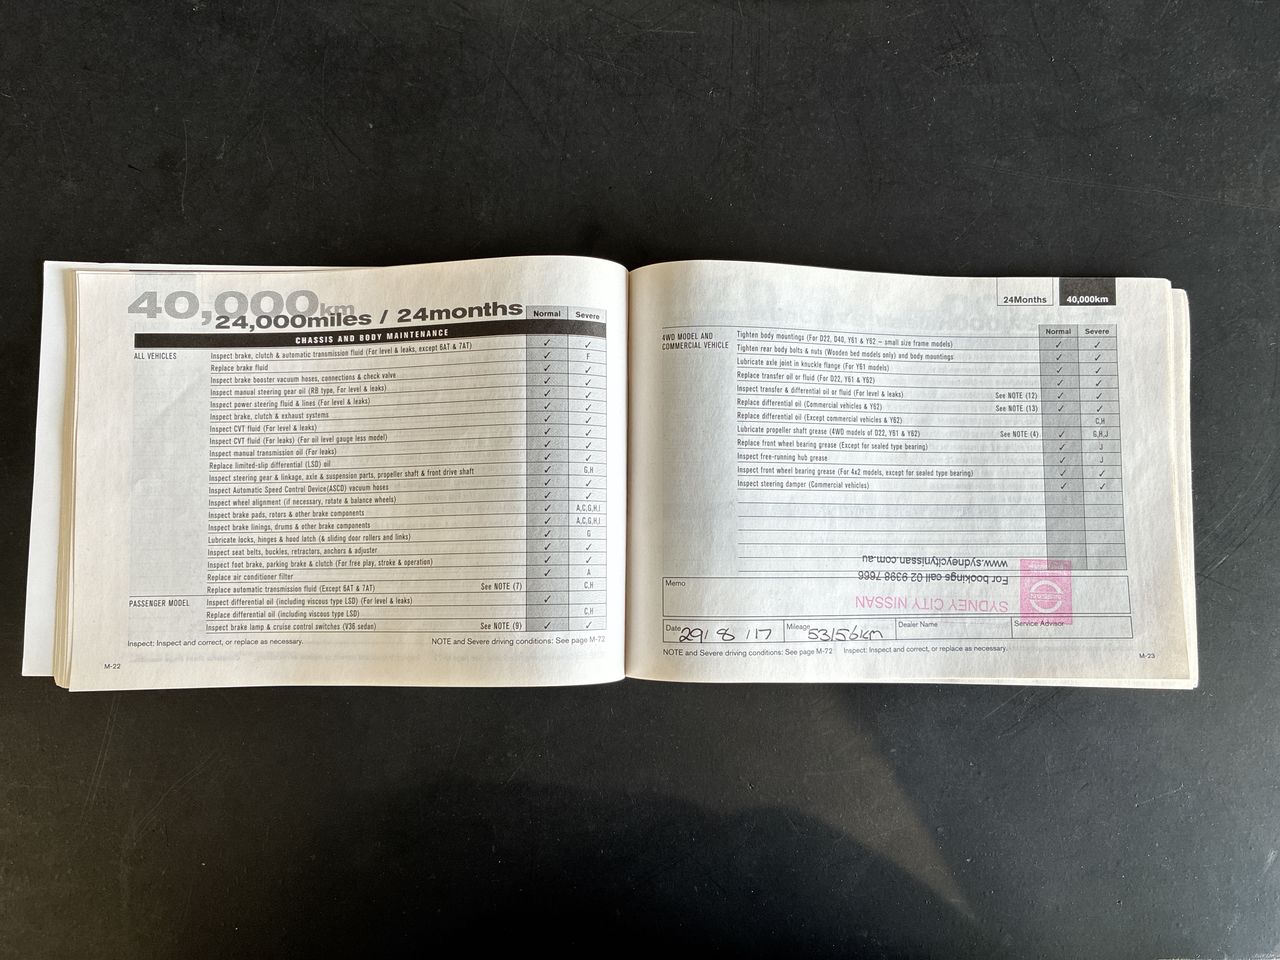 40,000km
24,000miles / 24months
Normal Severe
CHASSIS AND BODY MAINTENANCE
ALL VEHICLES
Inspect brake, clutch & automatic transmission fluid (For level & leaks, except 6AT & 7AT) ✓ ✓
Replace brake fluid ✓ F
Inspect brake booster vacuum hoses, connections & check valve ✓ ✓
Inspect manual steering gear oil (RB type, For level & leaks) ✓ ✓
Inspect power steering fluid & lines (For level & leaks) ✓ ✓
Inspect brake, clutch & exhaust systems ✓ ✓
Inspect CVT fluid (For level & leaks) ✓ ✓
Inspect CVT fluid (For leaks) (For oil level gauge less model) ✓ ✓
Inspect manual transmission oil (For leaks) ✓ ✓
Replace limited-slip differential (LSD) oil ✓ ✓
Inspect steering gear & linkage, axle & suspension parts, propeller shaft & front drive shaft ✓ G,H
Inspect Automatic Speed Control Device(ASCD) vacuum hoses ✓ ✓
Inspect wheel alignment (if necessary, rotate & balance wheels) ✓ ✓
Inspect brake pads, rotors & other brake components ✓ A,C,G,H,I
Inspect brake linings, drums & other brake components ✓ A,C,G,H,I
Lubricate locks, hinges & hood latch (& sliding door rollers and links) ✓ G
Inspect seat belts, buckles, retractors, anchors & adjuster ✓ ✓
Inspect foot brake, parking brake & clutch (For free play, stroke & operation) ✓ ✓
Replace air conditioner filter ✓ A
Replace automatic transmission fluid (Except 6AT & 7AT) See NOTE (7) C,H
PASSENGER MODEL
Inspect differential oil (including viscous type LSD) (For level & leaks) ✓
Replace differential oil (including viscous type LSD) C,H
Inspect brake lamp & cruise control switches (V36 sedan) See NOTE (9) ✓ ✓
Inspect: Inspect and correct, or replace as necessary. NOTE and Severe driving conditions: See page M-72
M-22
24Months 40,000km
Normal Severe
4WD MODEL AND
COMMERCIAL VEHICLE
Tighten body mountings (For D22, D40, Y61 & Y62 – small size frame models) ✓ ✓
Tighten rear body bolts & nuts (Wooden bed models only) and body mountings ✓ ✓
Lubricate axle joint in knuckle flange (For Y61 models) ✓ ✓
Replace transfer oil or fluid (For D22, Y61 & Y62) ✓ ✓
Inspect transfer & differential oil or fluid (For level & leaks) See NOTE (12) ✓ ✓
Replace differential oil (Commercial vehicles & Y62) See NOTE (13) ✓ ✓
Replace differential oil (Except commercial vehicles & Y62) C,H
Lubricate propeller shaft grease (4WD models of D22, Y61 & Y62) See NOTE (4) ✓ G,H,J
Replace front wheel bearing grease (Except for sealed type bearing) ✓ J
Inspect free-running hub grease ✓ ✓
Inspect front wheel bearing grease (For 4x2 models, except for sealed type bearing) ✓ ✓
Inspect steering damper (Commercial vehicles) ✓ ✓
Memo
SYDNEY CITY NISSAN
For bookings call 02 9398 7666
www.sydneycitynissan.com.au
NISSAN
Date 29/8/17 Mileage 53156km Dealer Name Service Advisor
NOTE and Severe driving conditions: See page M-72 Inspect: Inspect and correct, or replace as necessary.
M-23